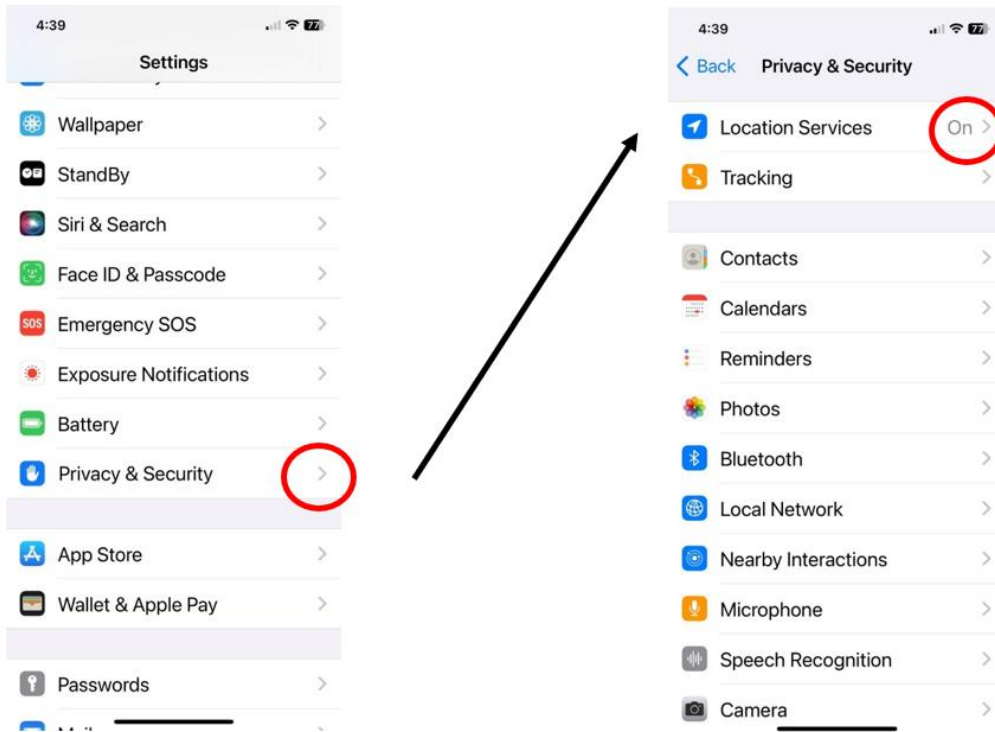 4:39
77
Settings
Wallpaper
StandBy
Siri & Search
Face ID & Passcode
SOS
Emergency SOS
Exposure Notifications
Battery
Privacy & Security
App Store
Wallet & Apple Pay
Passwords
4:39
77
Back Privacy & Security
Location Services On
Tracking
Contacts
Calendars
Reminders
Photos
Bluetooth
Local Network
Nearby Interactions
Microphone
Speech Recognition
Camera